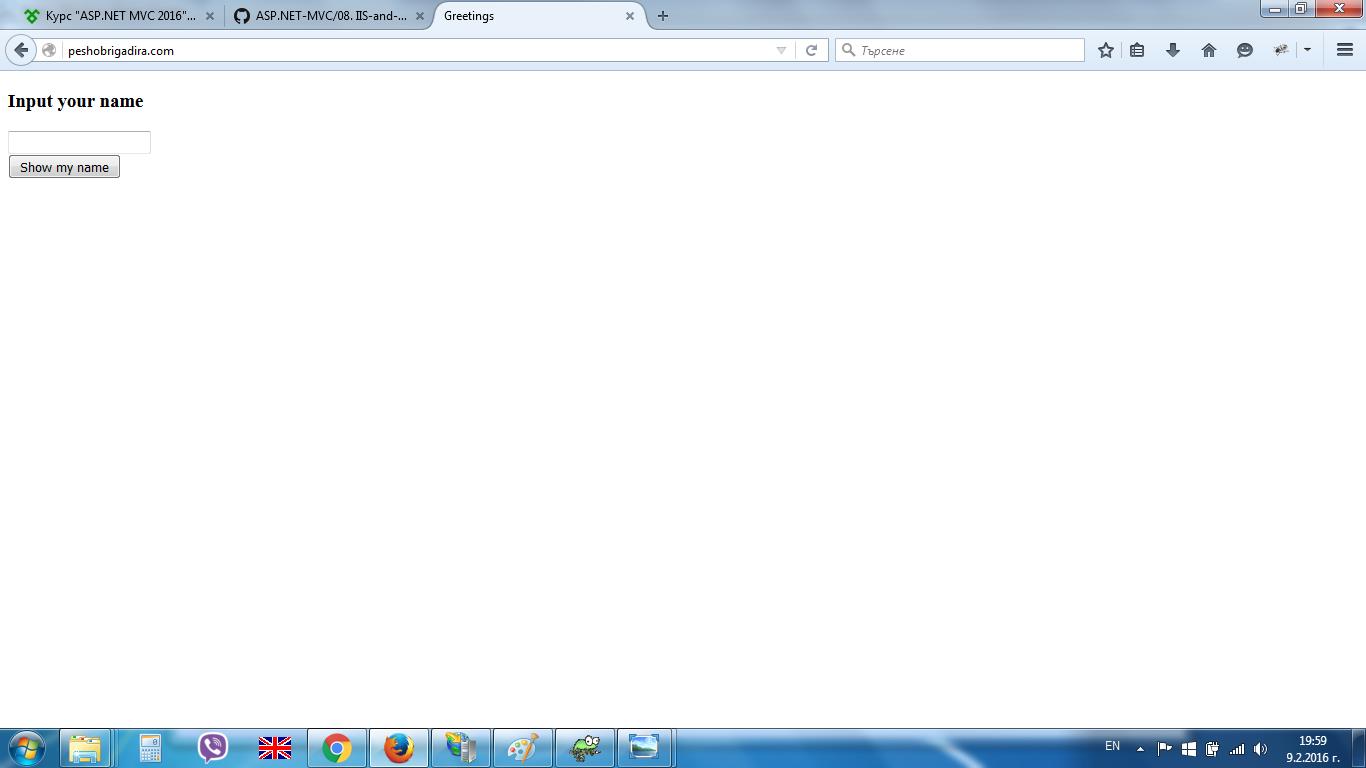 Курс "ASP.NET MVC 2016"...
ASP.NET-MVC/08. IIS-and-...
Greetings
peshobrigadira.com
Търсене
Input your name
Show my name
EN
19:59
9.2.2016 г.